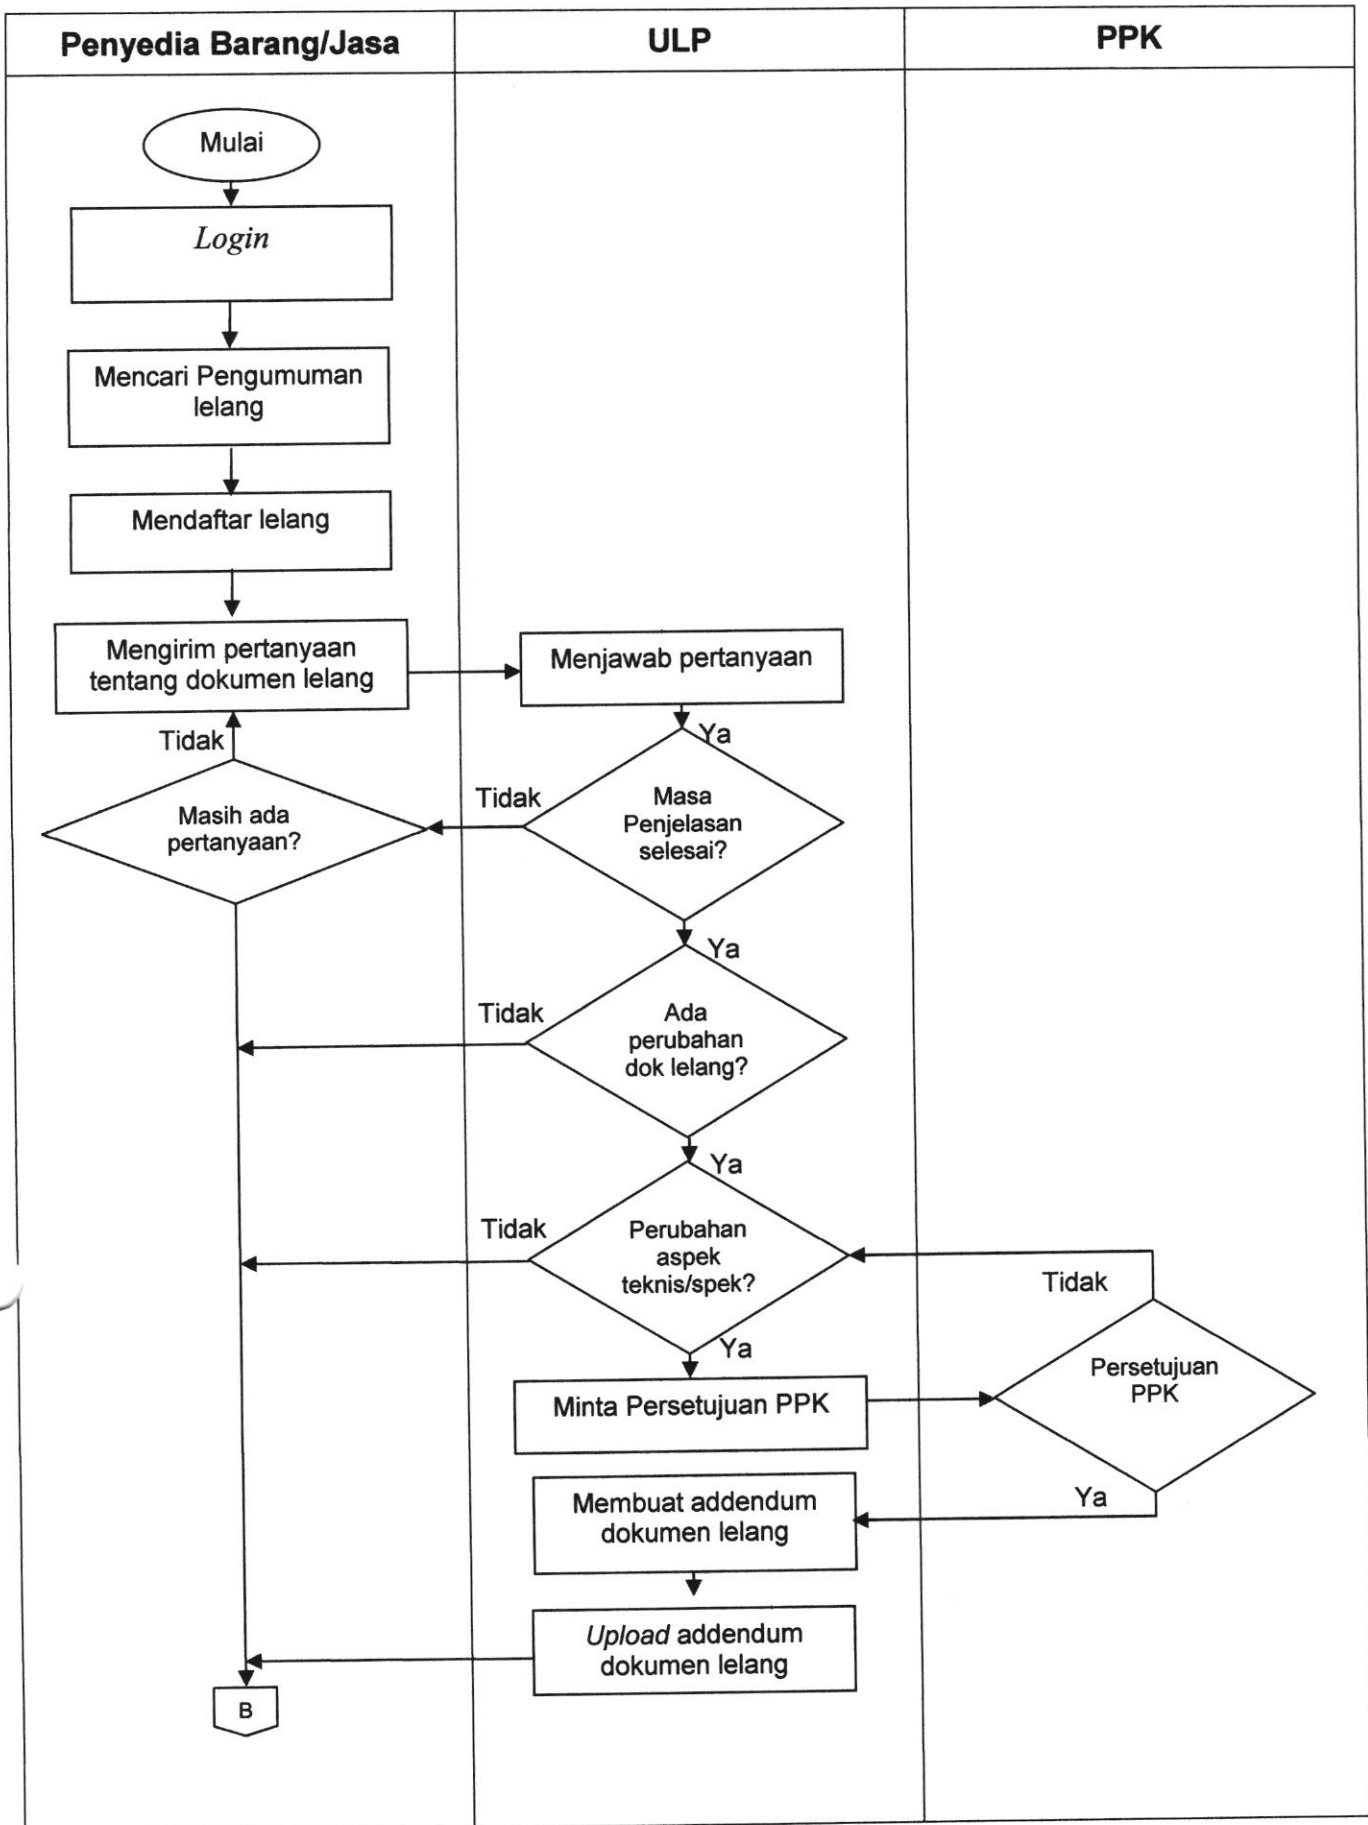 Penyedia Barang/Jasa
ULP
PPK
Mulai
Login
Mencari Pengumuman
lelang
Mendaftar lelang
Mengirim pertanyaan
tentang dokumen lelang
Menjawab pertanyaan
Tidak
Ya
Masih ada
pertanyaan?
Tidak
Masa
Penjelasan
selesai?
Ya
Tidak
Ada
perubahan
dok lelang?
Ya
Tidak
Perubahan
aspek
teknis/spek?
Tidak
Ya
Persetujuan
PPK
Minta Persetujuan PPK
Ya
Membuat addendum
dokumen lelang
Upload addendum
dokumen lelang
B